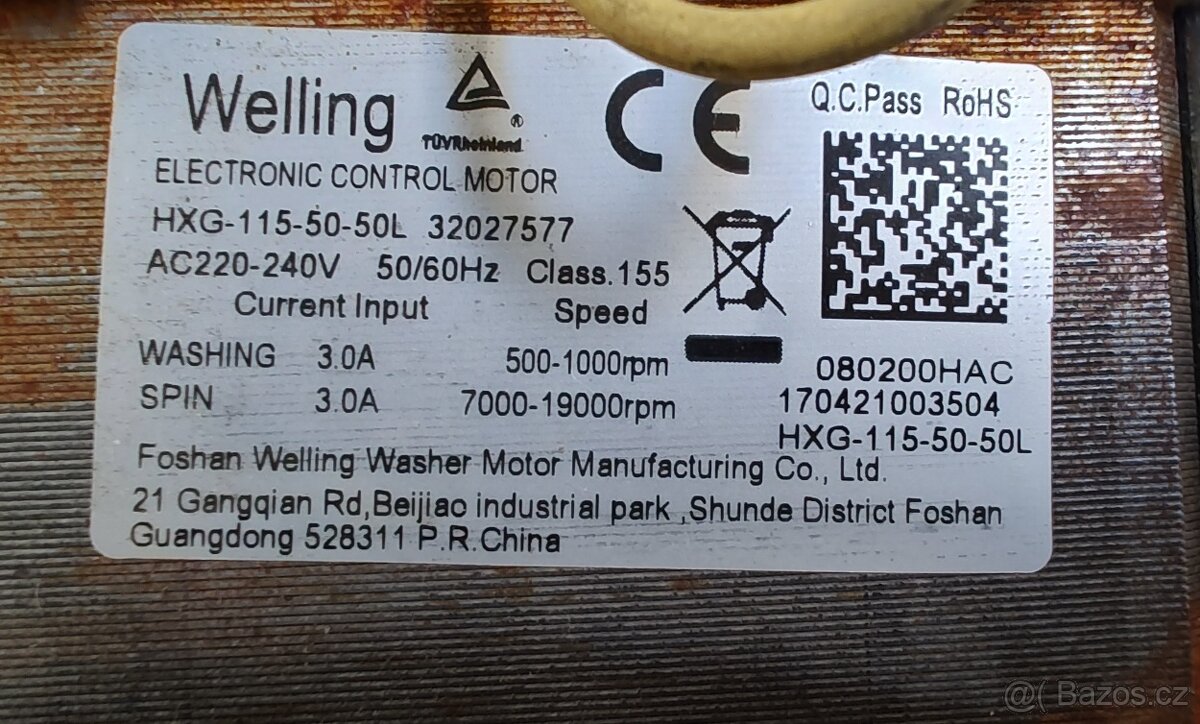 Welling
TÜVRheinland ®
CE
Q.C.Pass RoHS
ELECTRONIC CONTROL MOTOR
HXG-115-50-50L 32027577
AC220-240V 50/60Hz Class.155
Current Input Speed
WASHING 3.0A 500-1000rpm
SPIN 3.0A 7000-19000rpm
080200HAC
170421003504
HXG-115-50-50L
Foshan Welling Washer Motor Manufacturing Co., Ltd.
21 Gangqian Rd,Beijiao industrial park ,Shunde District Foshan
Guangdong 528311 P.R.China
@( Bazos.cz